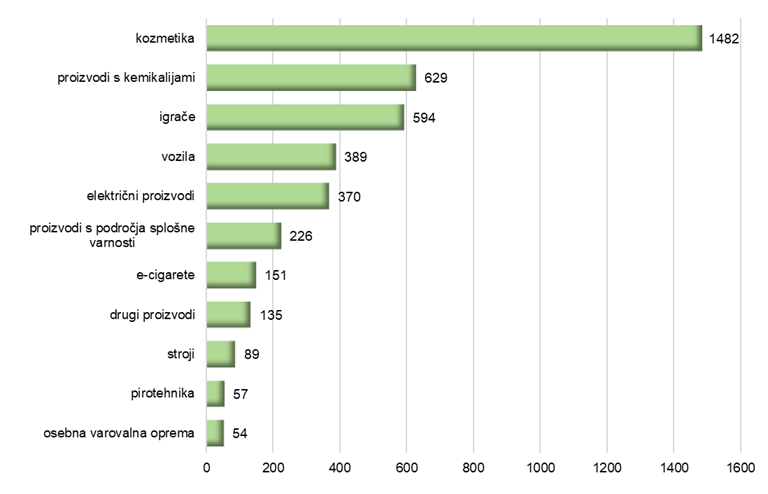 kozmetika
1482
proizvodi s kemikalijami
629
igrače
594
vozila
389
električni proizvodi
370
proizvodi s področja splošne
varnosti
226
e-cigarete
151
drugi proizvodi
135
stroji
89
pirotehnika
57
osebna varovalna oprema
54
0 200 400 600 800 1000 1200 1400 1600